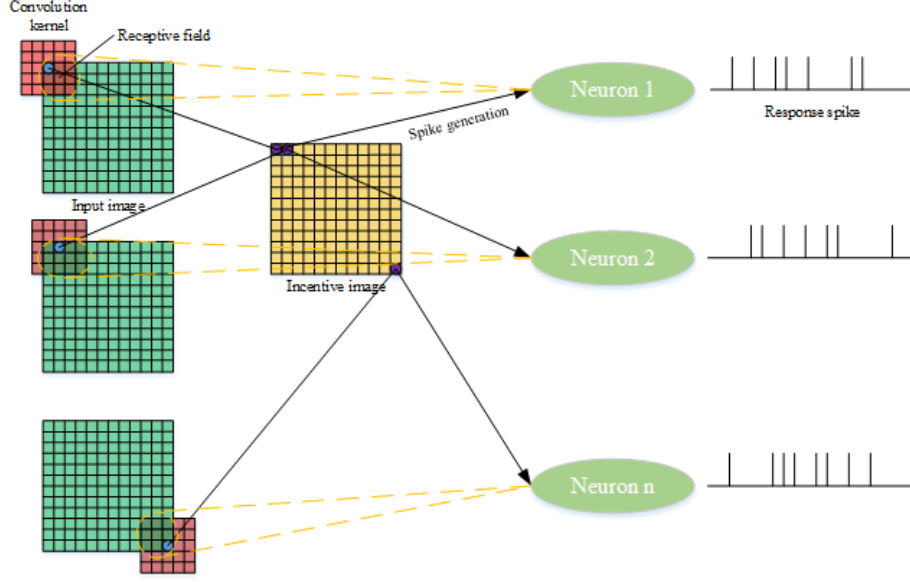 Convolution
kernel
Receptive field
Neuron 1
Spike generation
Response spike
Input image
Neuron 2
Incentive image
Neuron n